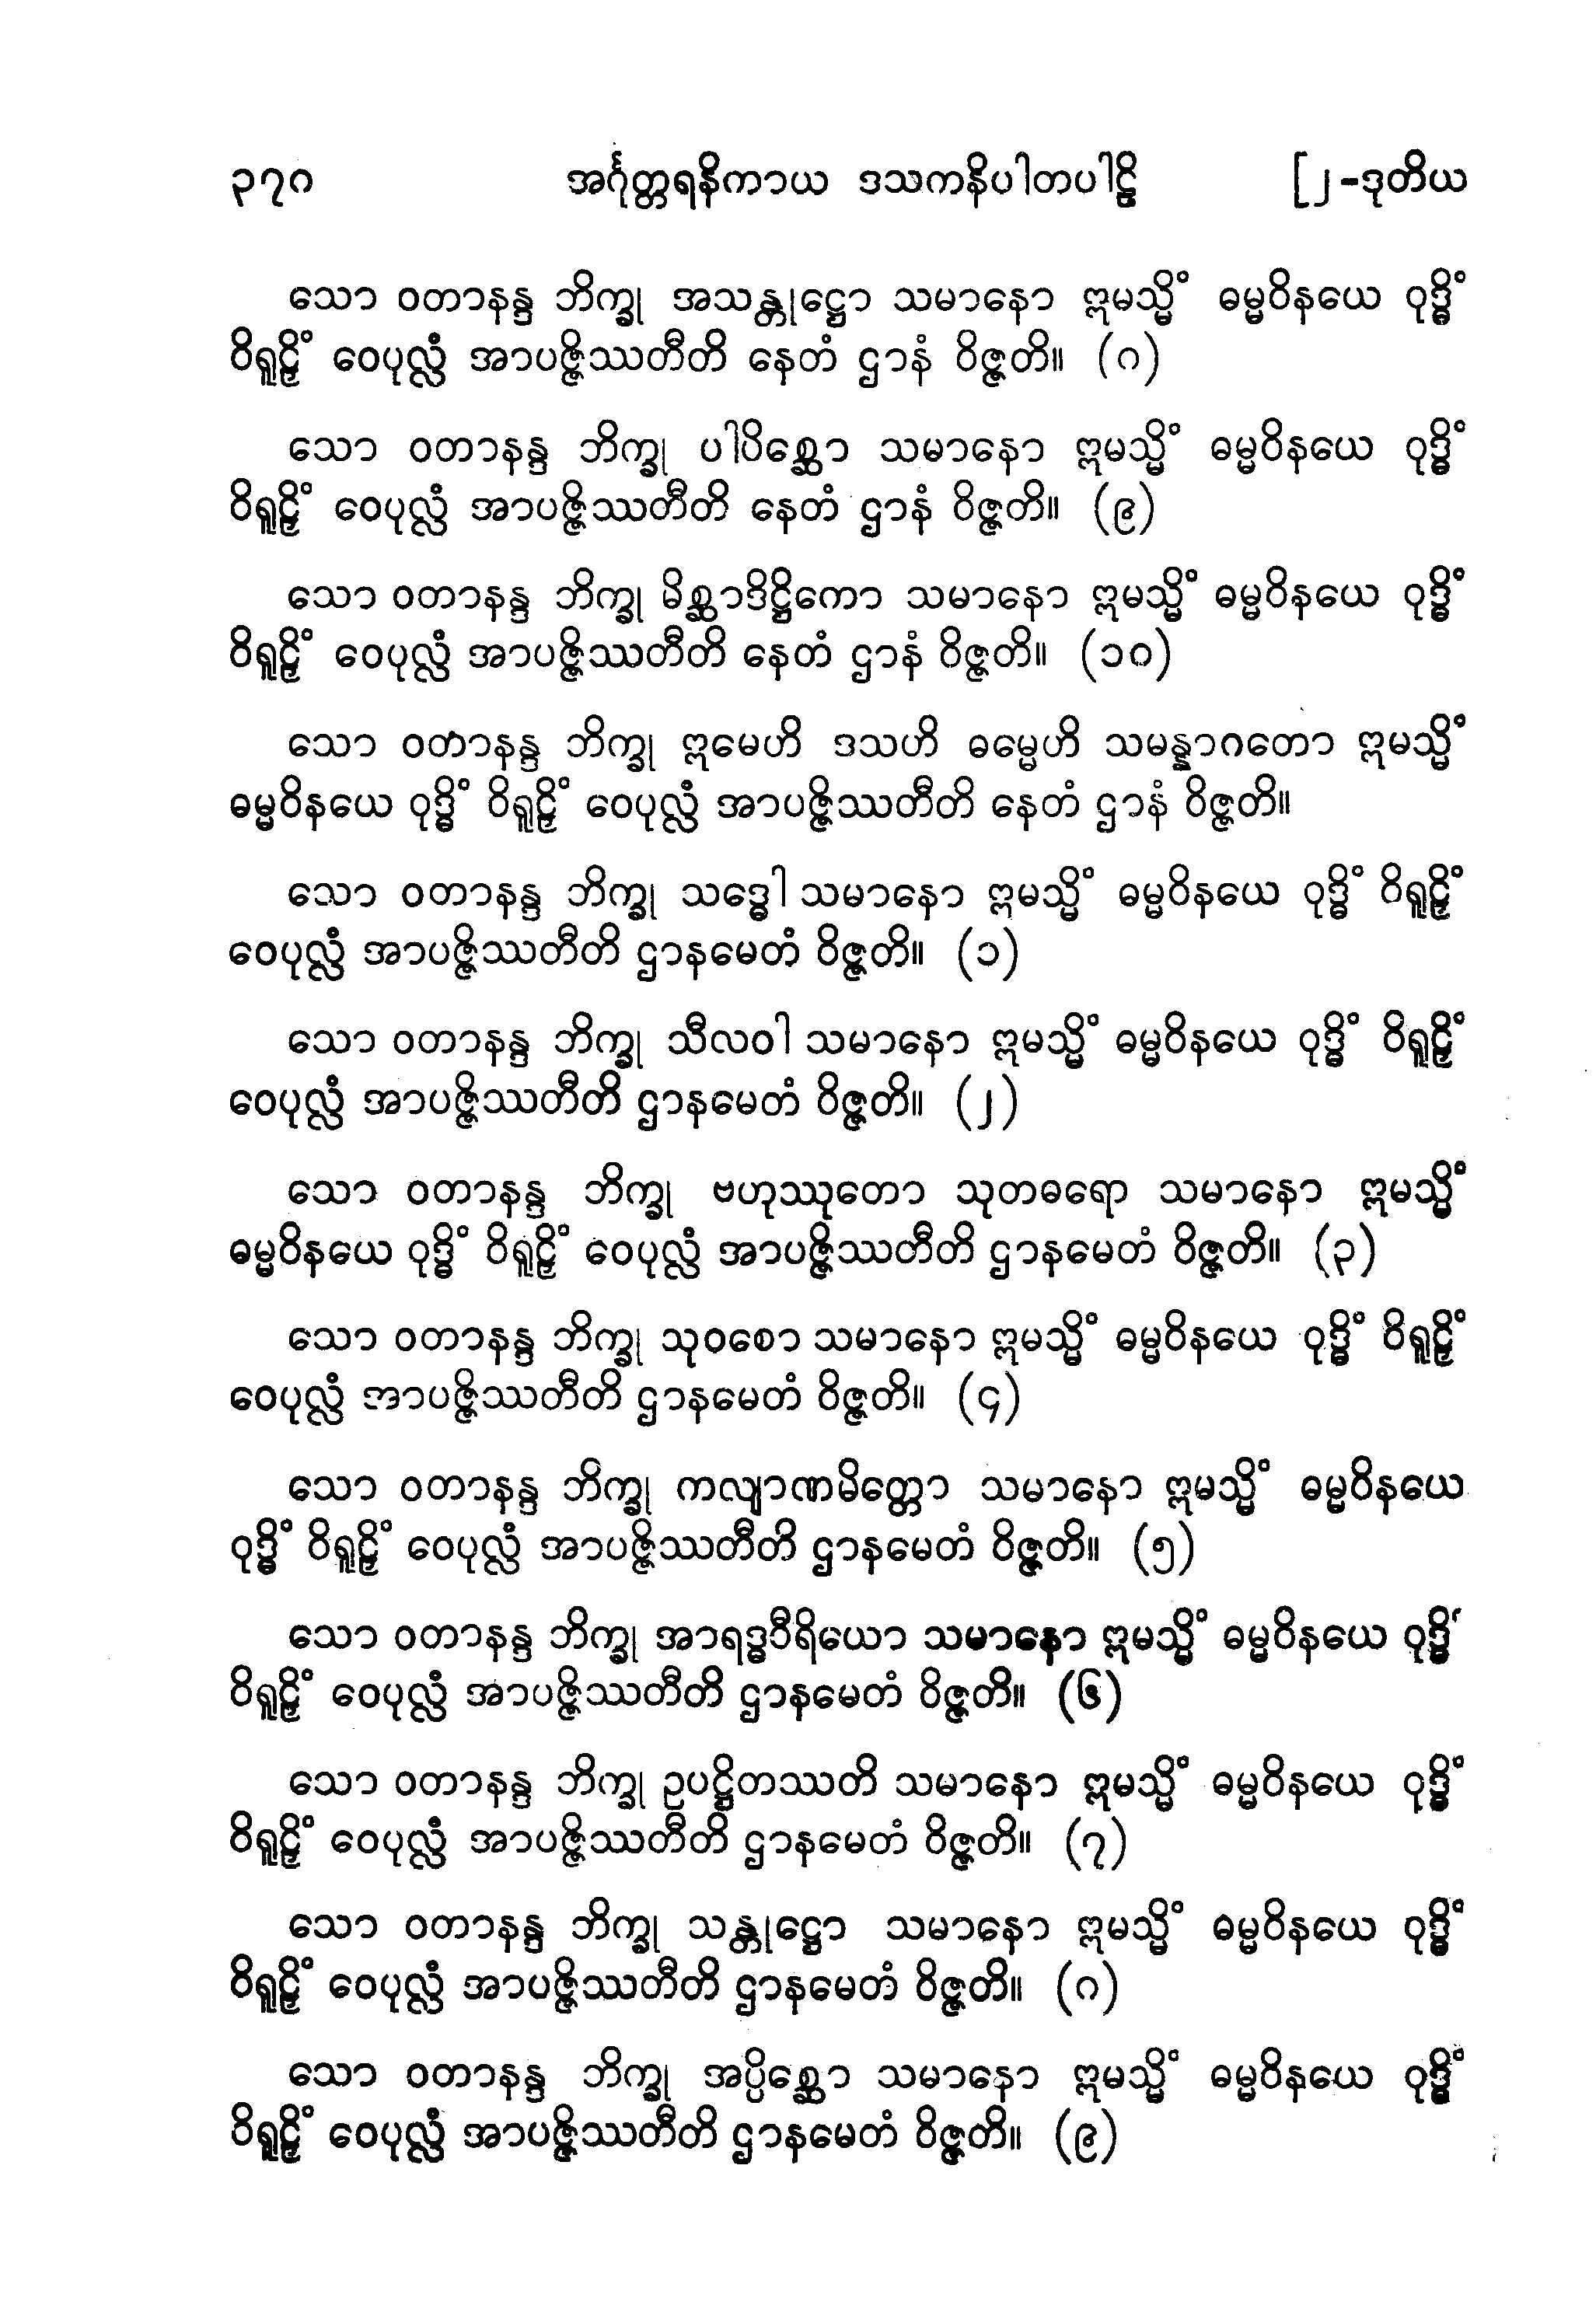 ၃၇၈ အင်္ဂုတ္တရနိကာယ ဒသကနိပါတပါဠိ [၂-ဒုတိယ
သော ဝတာနန္ဒ ဘိက္ခု အသန္တုဋ္ဌော သမာနော ဣမသ္မိံ ဓမ္မဝိနယေ ဝုဒ္ဓိံ
ဝိရူဠှိံ ဝေပုလ္လံ အာပဇ္ဇိဿတီတိ နေတံ ဌာနံ ဝိဇ္ဇတိ။ (၈)
သော ဝတာနန္ဒ ဘိက္ခု ပါပိစ္ဆော သမာနော ဣမသ္မိံ ဓမ္မဝိနယေ ဝုဒ္ဓိံ
ဝိရူဠှိံ ဝေပုလ္လံ အာပဇ္ဇိဿတီတိ နေတံ ဌာနံ ဝိဇ္ဇတိ။ (၉)
သော ဝတာနန္ဒ ဘိက္ခု မိစ္ဆာဒိဋ္ဌိကော သမာနော ဣမသ္မိံ ဓမ္မဝိနယေ ဝုဒ္ဓိံ
ဝိရူဠှိံ ဝေပုလ္လံ အာပဇ္ဇိဿတီတိ နေတံ ဌာနံ ဝိဇ္ဇတိ။ (၁၀)
သော ဝတာနန္ဒ ဘိက္ခု ဣမေဟိ ဒသဟိ ဓမ္မေဟိ သမန္နာဂတော ဣမသ္မိံ
ဓမ္မဝိနယေ ဝုဒ္ဓိံ ဝိရူဠှိံ ဝေပုလ္လံ အာပဇ္ဇိဿတီတိ နေတံ ဌာနံ ဝိဇ္ဇတိ။
သော ဝတာနန္ဒ ဘိက္ခု သဒ္ဓေါ သမာနော ဣမသ္မိံ ဓမ္မဝိနယေ ဝုဒ္ဓိံ ဝိရူဠှိံ
ဝေပုလ္လံ အာပဇ္ဇိဿတီတိ ဌာနမေတံ ဝိဇ္ဇတိ။ (၁)
သော ဝတာနန္ဒ ဘိက္ခု သီလဝါ သမာနော ဣမသ္မိံ ဓမ္မဝိနယေ ဝုဒ္ဓိံ ဝိရူဠှိံ
ဝေပုလ္လံ အာပဇ္ဇိဿတီတိ ဌာနမေတံ ဝိဇ္ဇတိ။ (၂)
သော ဝတာနန္ဒ ဘိက္ခု ဗဟုဿုတော သုတဓရော သမာနော ဣမသ္မိံ
ဓမ္မဝိနယေ ဝုဒ္ဓိံ ဝိရူဠှိံ ဝေပုလ္လံ အာပဇ္ဇိဿတီတိ ဌာနမေတံ ဝိဇ္ဇတိ။ (၃)
သော ဝတာနန္ဒ ဘိက္ခု သုဝစော သမာနော ဣမသ္မိံ ဓမ္မဝိနယေ ဝုဒ္ဓိံ ဝိရူဠှိံ
ဝေပုလ္လံ အာပဇ္ဇိဿတီတိ ဌာနမေတံ ဝိဇ္ဇတိ။ (၄)
သော ဝတာနန္ဒ ဘိက္ခု ကလျာဏမိတ္တော သမာနော ဣမသ္မိံ ဓမ္မဝိနယေ
ဝုဒ္ဓိံ ဝိရူဠှိံ ဝေပုလ္လံ အာပဇ္ဇိဿတီတိ ဌာနမေတံ ဝိဇ္ဇတိ။ (၅)
သော ဝတာနန္ဒ ဘိက္ခု အာရဒ္ဓဝီရိယော သမာနော ဣမသ္မိံ ဓမ္မဝိနယေ ဝုဒ္ဓိံ
ဝိရူဠှိံ ဝေပုလ္လံ အာပဇ္ဇိဿတီတိ ဌာနမေတံ ဝိဇ္ဇတိ။ (၆)
သော ဝတာနန္ဒ ဘိက္ခု ဥပဋ္ဌိတဿတိ သမာနော ဣမသ္မိံ ဓမ္မဝိနယေ ဝုဒ္ဓိံ
ဝိရူဠှိံ ဝေပုလ္လံ အာပဇ္ဇိဿတီတိ ဌာနမေတံ ဝိဇ္ဇတိ။ (၇)
သော ဝတာနန္ဒ ဘိက္ခု သန္တုဋ္ဌော သမာနော ဣမသ္မိံ ဓမ္မဝိနယေ ဝုဒ္ဓိံ
ဝိရူဠှိံ ဝေပုလ္လံ အာပဇ္ဇိဿတီတိ ဌာနမေတံ ဝိဇ္ဇတိ။ (၈)
သော ဝတာနန္ဒ ဘိက္ခု အပ္ပိစ္ဆော သမာနော ဣမသ္မိံ ဓမ္မဝိနယေ ဝုဒ္ဓိံ
ဝိရူဠှိံ ဝေပုလ္လံ အာပဇ္ဇိဿတီတိ ဌာနမေတံ ဝိဇ္ဇတိ။ (၉)